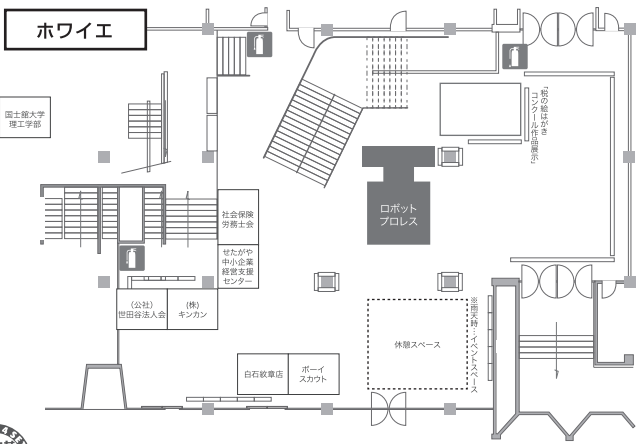 ホワイエ
国士館大学
理工学部
『税の絵はがき
コンクール作品展示』
ロボット
プロレス
社会保険
労務士会
せたがや
中小企業
経営支援
センター
(公社)
世田谷法人会
(株)
キンカン
休憩スペース
※雨天時…イベントスペース
白石紋章店
ボーイ
スカウト